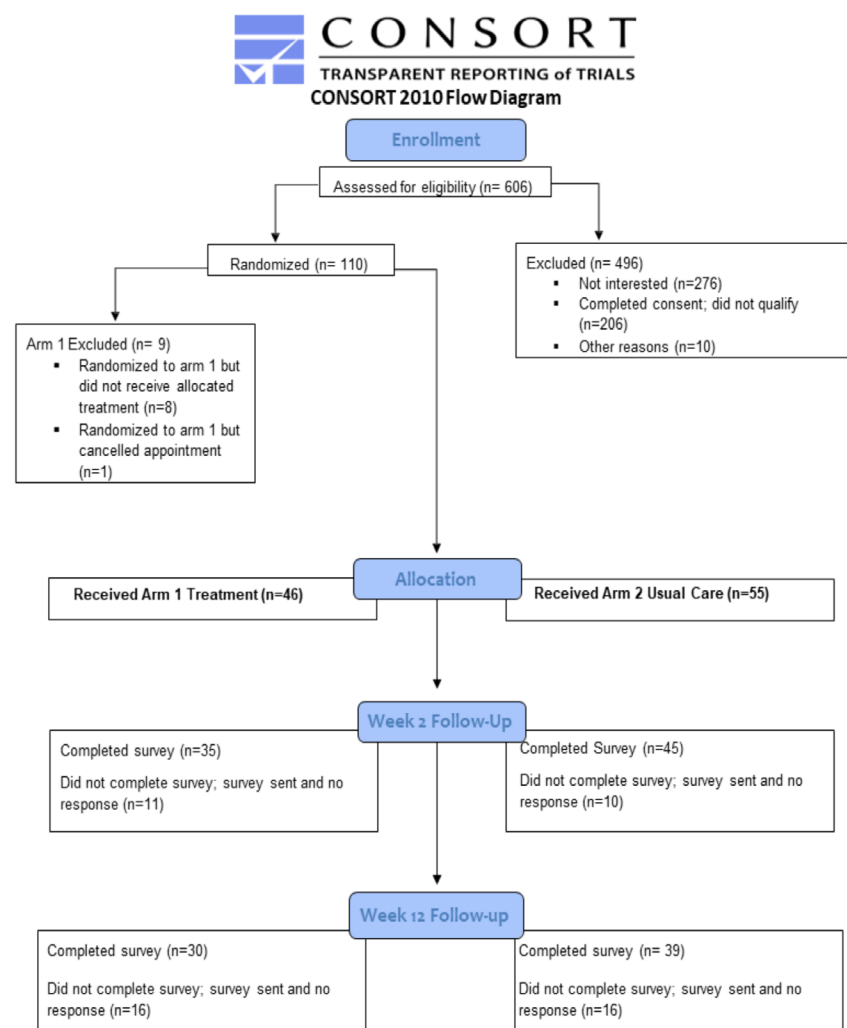 CONSORT
TRANSPARENT REPORTING of TRIALS
CONSORT 2010 Flow Diagram
Enrollment
Assessed for eligibility (n= 606)
Randomized (n= 110)
Excluded (n= 496)
▪ Not interested (n=276)
▪ Completed consent; did not qualify
(n=206)
▪ Other reasons (n=10)
Arm 1 Excluded (n= 9)
▪ Randomized to arm 1 but
did not receive allocated
treatment (n=8)
▪ Randomized to arm 1 but
cancelled appointment
(n=1)
Allocation
Received Arm 1 Treatment (n=46)
Received Arm 2 Usual Care (n=55)
Week 2 Follow-Up
Completed survey (n=35)
Did not complete survey; survey sent and no
response (n=11)
Completed Survey (n=45)
Did not complete survey; survey sent and no
response (n=10)
Week 12 Follow-up
Completed survey (n=30)
Did not complete survey; survey sent and no
response (n=16)
Completed survey (n= 39)
Did not complete survey; survey sent and no
response (n=16)